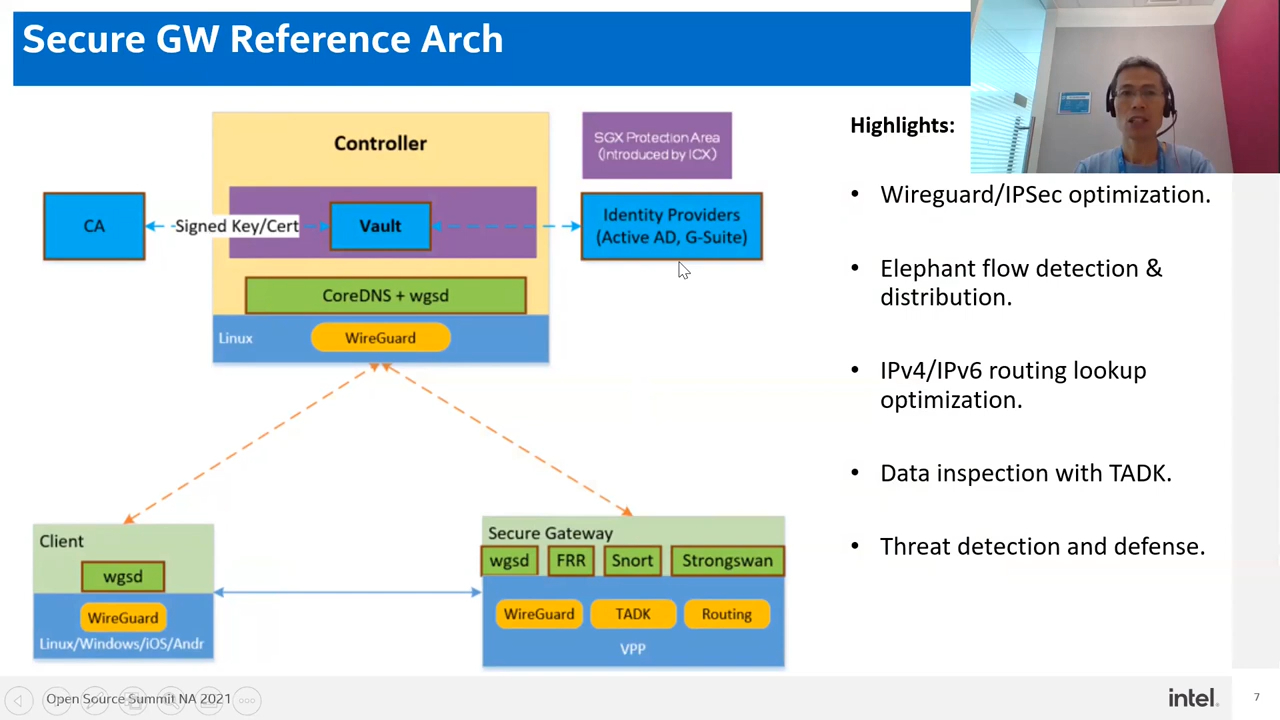 Secure GW Reference Arch
Controller
SGX Protection Area
(introduced by ICX)
CA
Signed Key/Cert
Vault
Identity Providers
(Active AD, G-Suite)
CoreDNS + wgsd
Linux
WireGuard
Client
wgsd
WireGuard
Linux/Windows/iOS/Andr
Secure Gateway
wgsd
FRR
Snort
Strongswan
WireGuard
TADK
Routing
VPP
Highlights:
• Wireguard/IPSec optimization.
• Elephant flow detection &
distribution.
• IPv4/IPv6 routing lookup
optimization.
• Data inspection with TADK.
• Threat detection and defense.
Open Source Summit NA 2021
intel.
7